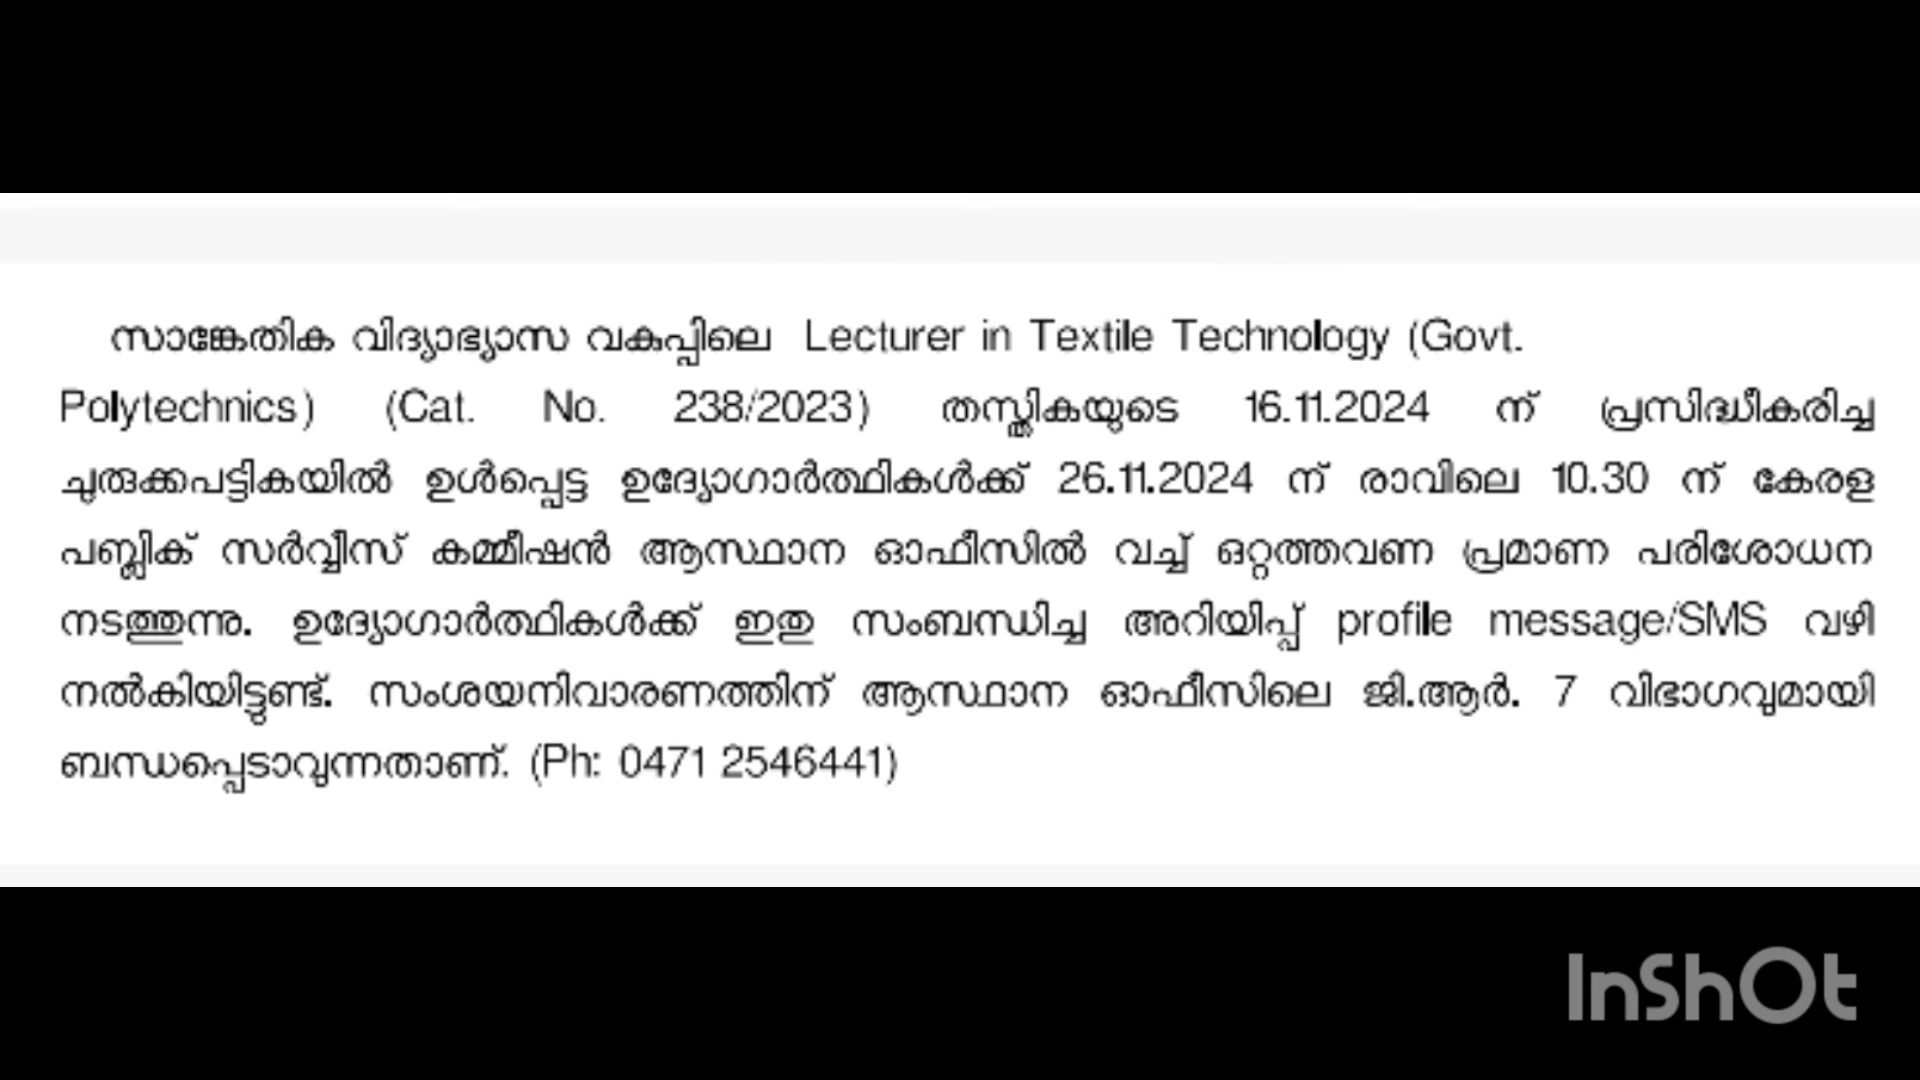 സാങ്കേതിക വിദ്യാഭ്യാസ വകുപ്പിലെ Lecturer in Textile Technology (Govt.
Polytechnics) (Cat. No. 238/2023) തസ്തികയുടെ 16.11.2024 ന് പ്രസിദ്ധീകരിച്ച
ചുരുക്കപട്ടികയിൽ ഉൾപ്പെട്ട ഉദ്യോഗാർത്ഥികൾക്ക് 26.11.2024 ന് രാവിലെ 10.30 ന് കേരള
പബ്ലിക് സർവ്വീസ് കമ്മീഷൻ ആസ്ഥാന ഓഫീസിൽ വച്ച് ഒറ്റത്തവണ പ്രമാണ പരിശോധന
നടത്തുന്നു. ഉദ്യോഗാർത്ഥികൾക്ക് ഇതു സംബന്ധിച്ച അറിയിപ്പ് profile message/SMS വഴി
നൽകിയിട്ടുണ്ട്. സംശയനിവാരണത്തിന് ആസ്ഥാന ഓഫീസിലെ ജി.ആർ. 7 വിഭാഗവുമായി
ബന്ധപ്പെടാവുന്നതാണ്. (Ph: 0471 2546441)
InShOt